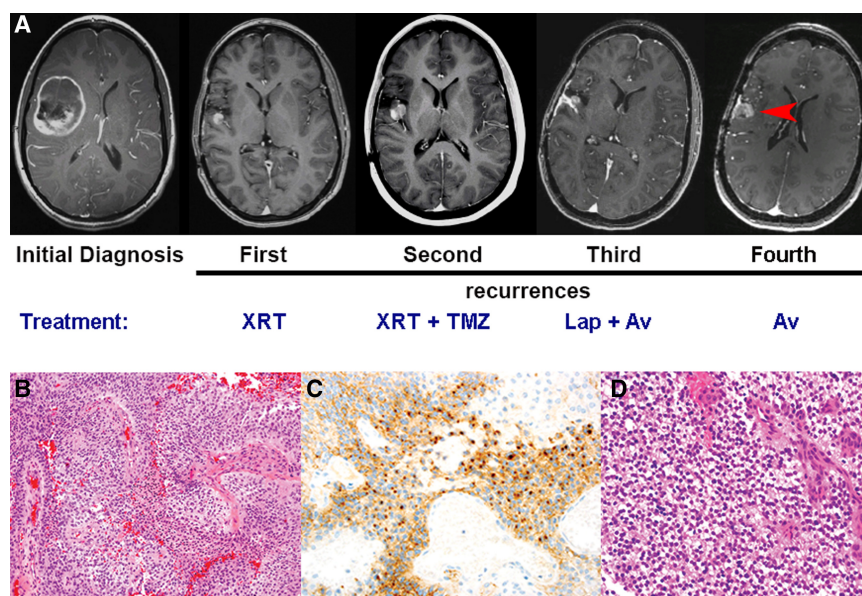 A
Initial Diagnosis First Second Third Fourth
recurrences
Treatment: XRT XRT + TMZ Lap + Av Av
B C D